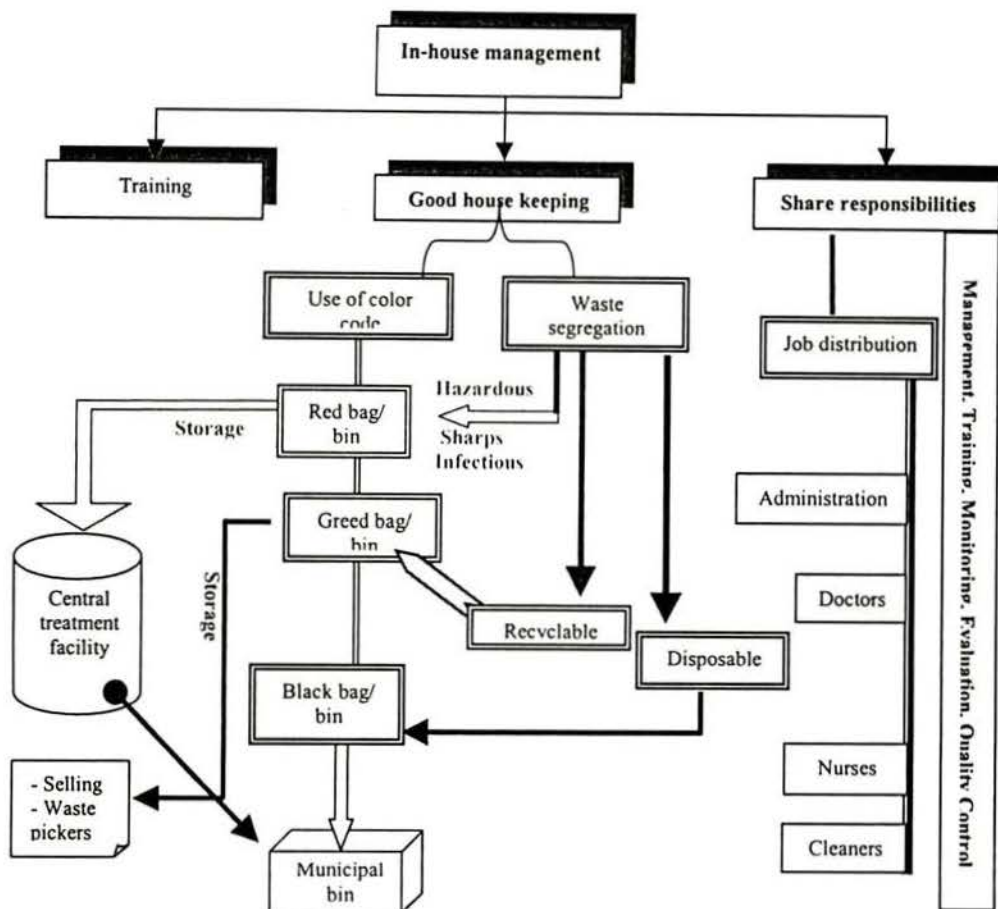 In-house management
Training
Good house keeping
Share responsibilities
Use of color
code
Waste
segregation
Job distribution
Red bag/
bin
Hazardous
Sharps
Infectious
Storage
Greed bag/
bin
Storage
Central
treatment
facility
Recyclable
Disposable
Black bag/
bin
- Selling
- Waste
pickers
Municipal
bin
Administration
Doctors
Nurses
Cleaners
Management, Training, Monitoring, Evaluation, Quality Control